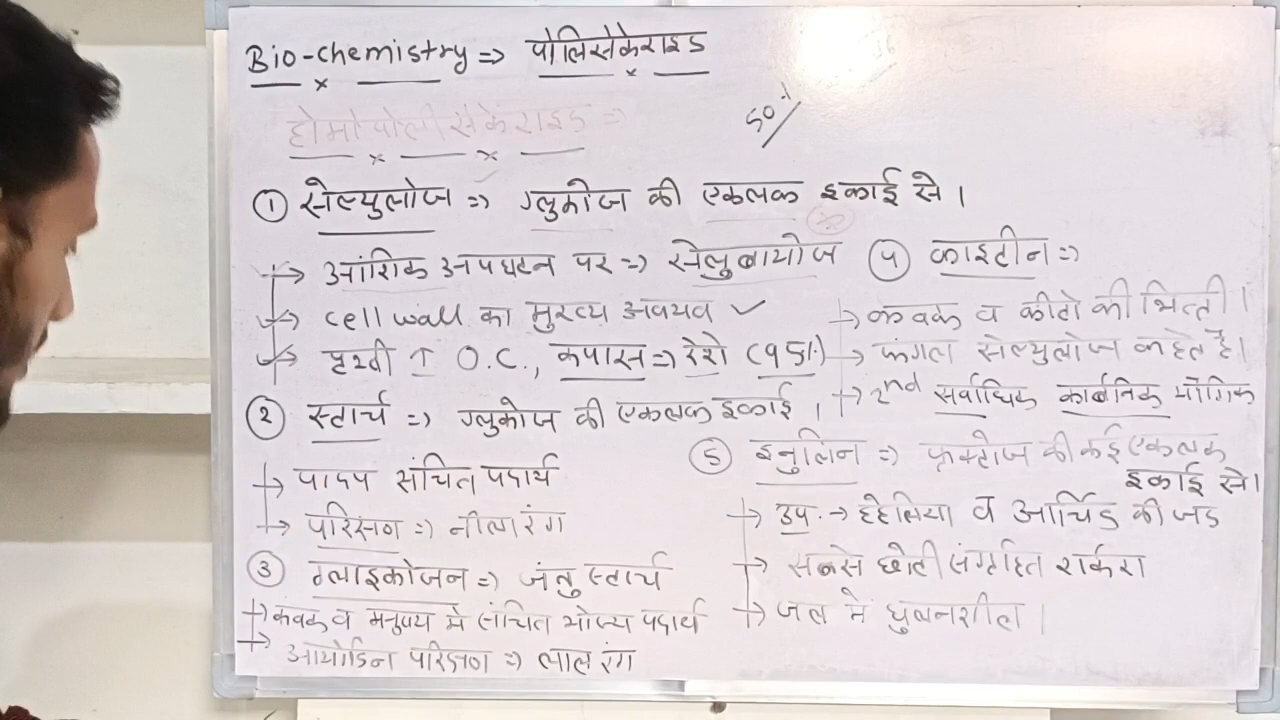 Bio-chemistry => पोलिसेकेराइड
होमोपोलीसेकेराइड =>
50%
① सेल्युलोज => ग्लुकोज की एकलक इकाई से।
→ आंशिक अपघटन पर => सेलुबायोज
→ cell wall का मुख्य अवयव ✓
→ पृथ्वी ↑ O.C., कपास => रेशे (95%)
② स्टार्च => ग्लुकोज की एकलक इकाई।
→ पादप संचित पदार्थ
→ परिक्षण => नीला रंग
③ ग्लाइकोजन => जंतु स्टार्च
→ कवक व मनुष्य मे संचित भोज्य पदार्थ
→ आयोडिन परिक्षण => लाल रंग
④ काइटीन =>
→ कवक व कीटो की भित्ती।
→ फंगल सेल्युलोज कहते है।
→ 2nd सर्वाधिक कार्बनिक यौगिक
⑤ इनुलिन => फ्रक्टोज की कई एकलक
इकाई से।
→ उप. → डहेलिया व आर्चिड की जड
→ सबसे छोटी संग्रहित शर्करा
→ जल मे घुलनशील।